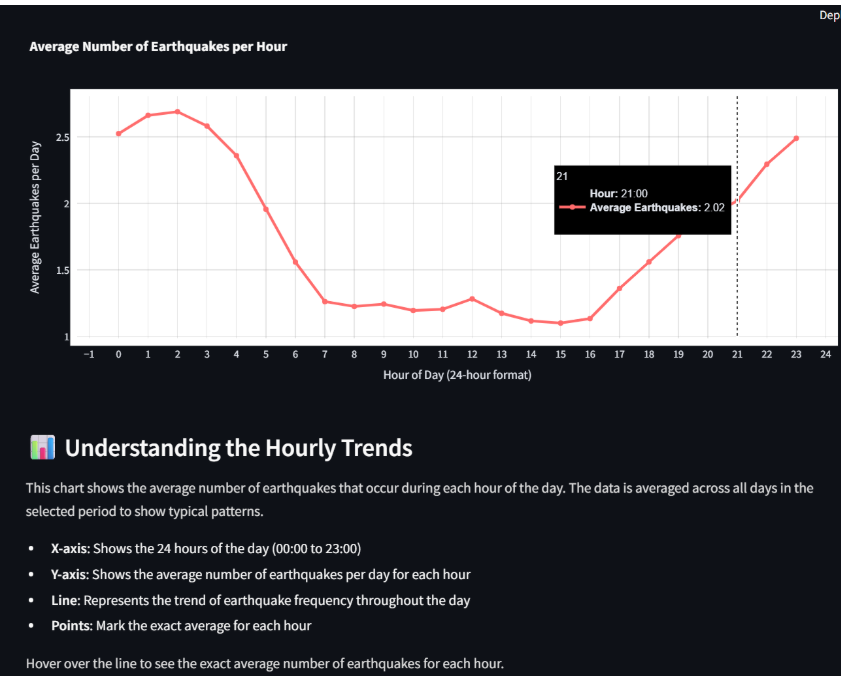 Dep
Average Number of Earthquakes per Hour
Average Earthquakes per Day
2.5
2
1.5
1
21
Hour: 21:00
Average Earthquakes: 2.02
−1 0 1 2 3 4 5 6 7 8 9 10 11 12 13 14 15 16 17 18 19 20 21 22 23 24
Hour of Day (24-hour format)
Understanding the Hourly Trends
This chart shows the average number of earthquakes that occur during each hour of the day. The data is averaged across all days in the
selected period to show typical patterns.
• X-axis: Shows the 24 hours of the day (00:00 to 23:00)
• Y-axis: Shows the average number of earthquakes per day for each hour
• Line: Represents the trend of earthquake frequency throughout the day
• Points: Mark the exact average for each hour
Hover over the line to see the exact average number of earthquakes for each hour.